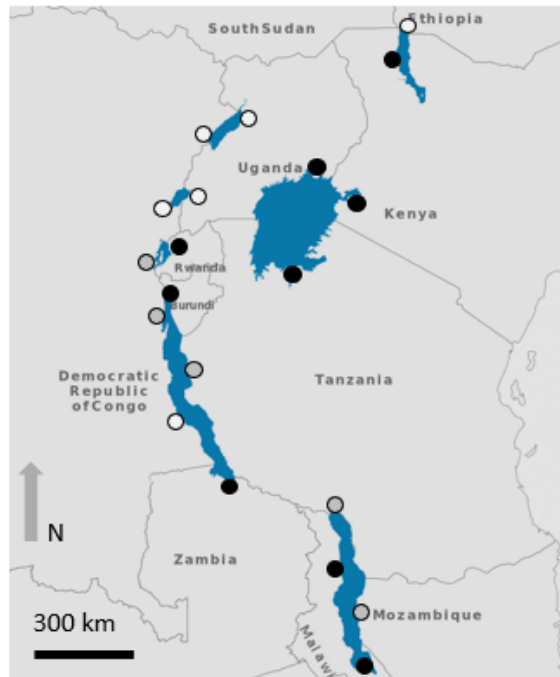 SouthSudan
Ethiopia
Uganda
Kenya
Rwanda
Burundi
Democratic
Republic
ofCongo
Tanzania
N
Zambia
300 km
Mozambique
Malawi